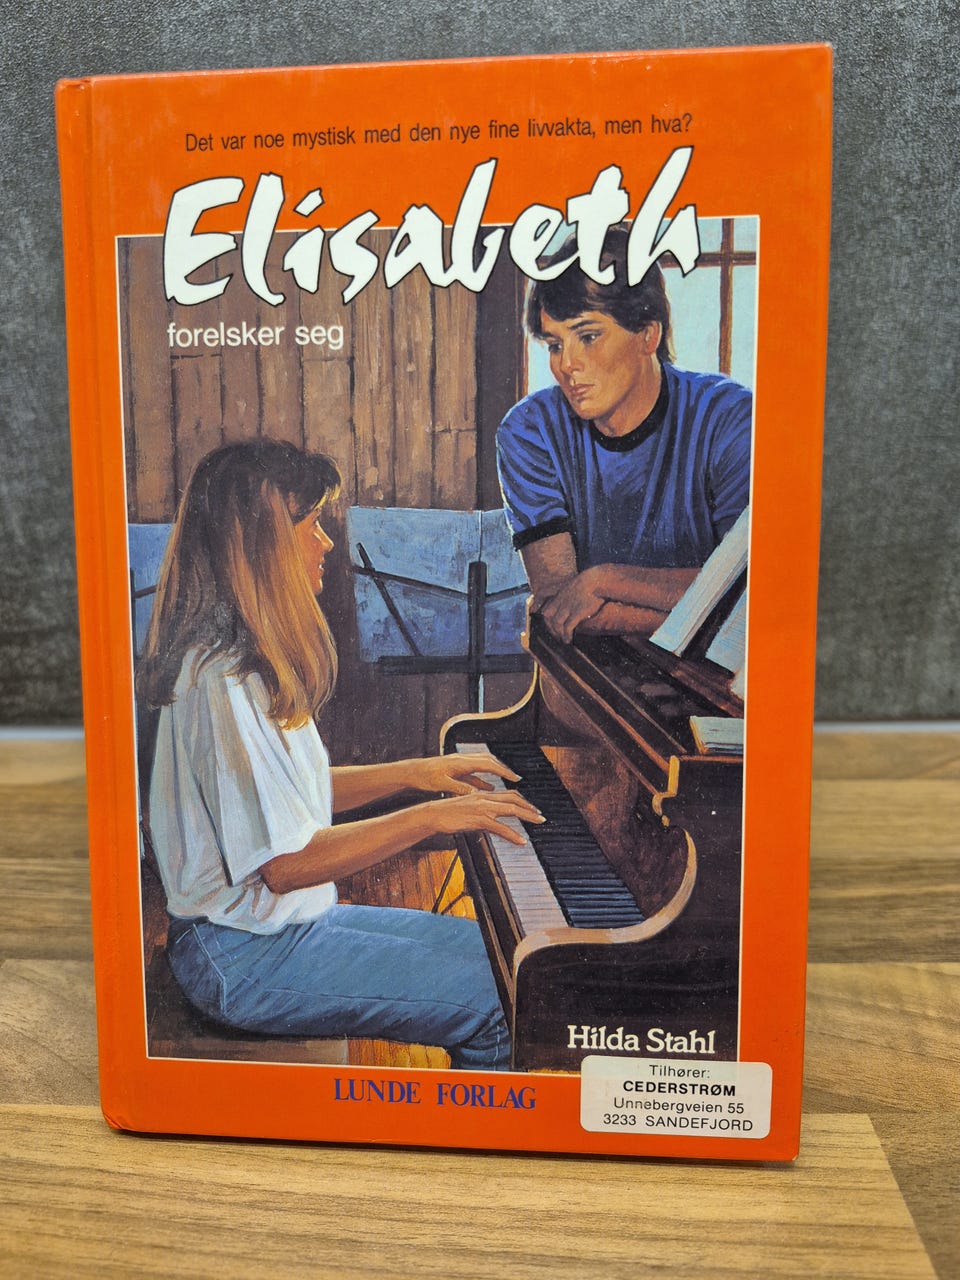 Det var noe mystisk med den nye fine livvakta, men hva?
Elisabeth
forelsker seg
Hilda Stahl
LUNDE FORLAG
Tilhører:
CEDERSTRØM
Unnebergveien 55
3233 SANDEFJORD